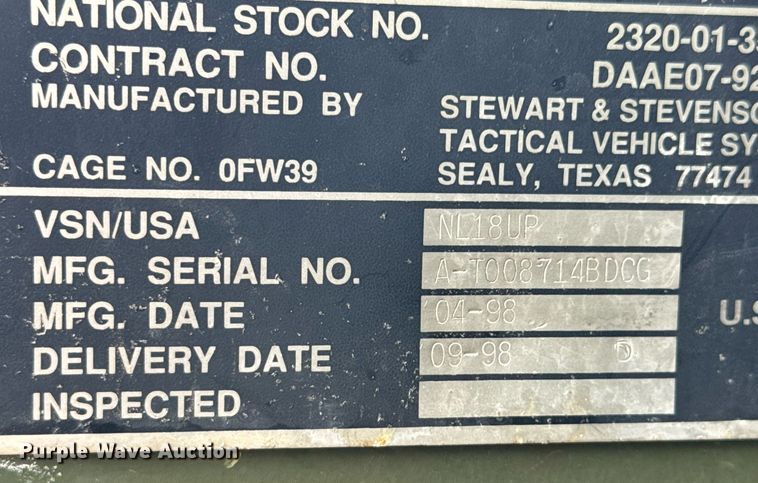 NATIONAL STOCK NO. 2320-01-3
CONTRACT NO. DAAE07-92
MANUFACTURED BY STEWART & STEVENSO
TACTICAL VEHICLE SY
CAGE NO. 0FW39 SEALY, TEXAS 77474
VSN/USA NL18UP
MFG. SERIAL NO. A-T008714BDCG
MFG. DATE 04-98 U.S
DELIVERY DATE 09-98 D
INSPECTED
Purple Wave Auction